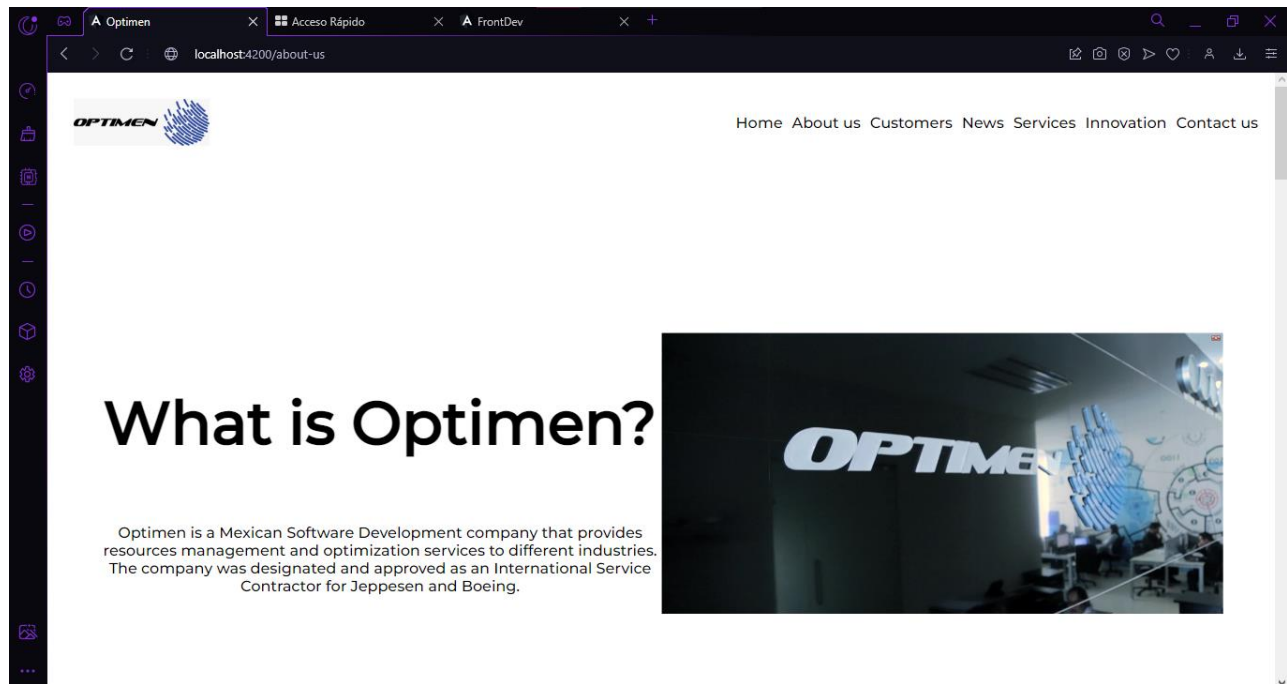 Optimen
Acceso Rápido
FrontDev
localhost:4200/about-us
OPTIMEN
Home About us Customers News Services Innovation Contact us
What is Optimen?
OPTIMEN
Optimen is a Mexican Software Development company that provides
resources management and optimization services to different industries.
The company was designated and approved as an International Service
Contractor for Jeppesen and Boeing.